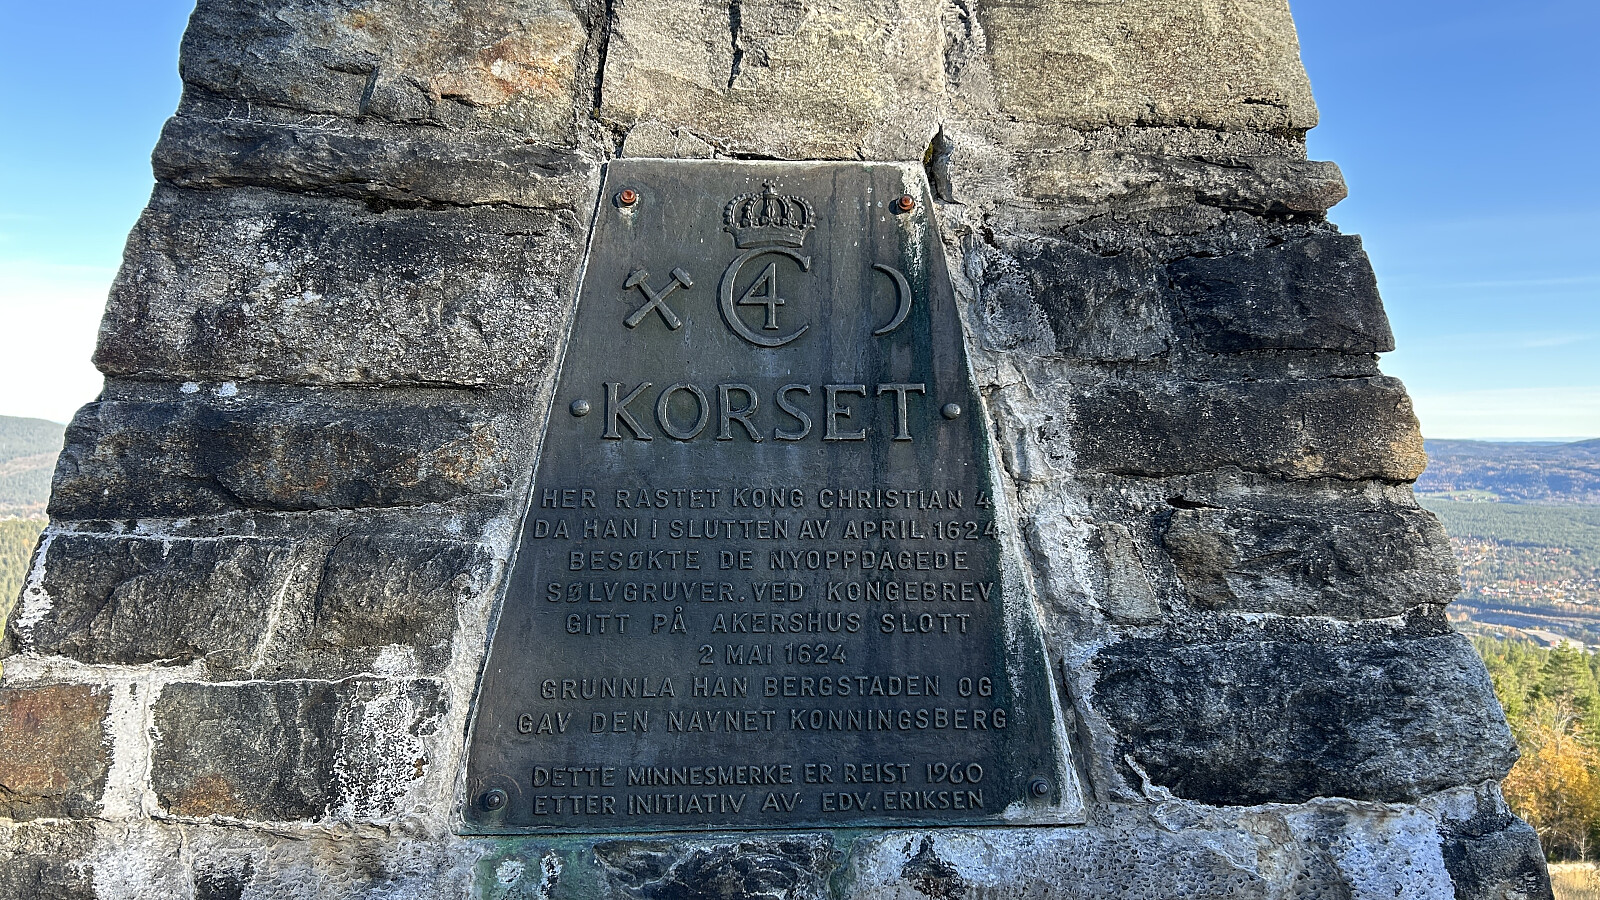 C4
KORSET
HER RASTET KONG CHRISTIAN 4
DA HAN I SLUTTEN AV APRIL 1624
BESØKTE DE NYOPPDAGEDE
SØLVGRUVER. VED KONGEBREV
GITT PÅ AKERSHUS SLOTT
2 MAI 1624
GRUNNLA HAN BERGSTADEN OG
GAV DEN NAVNET KONNINGSBERG
DETTE MINNESMERKE ER REIST 1960
ETTER INITIATIV AV EDV. ERIKSEN